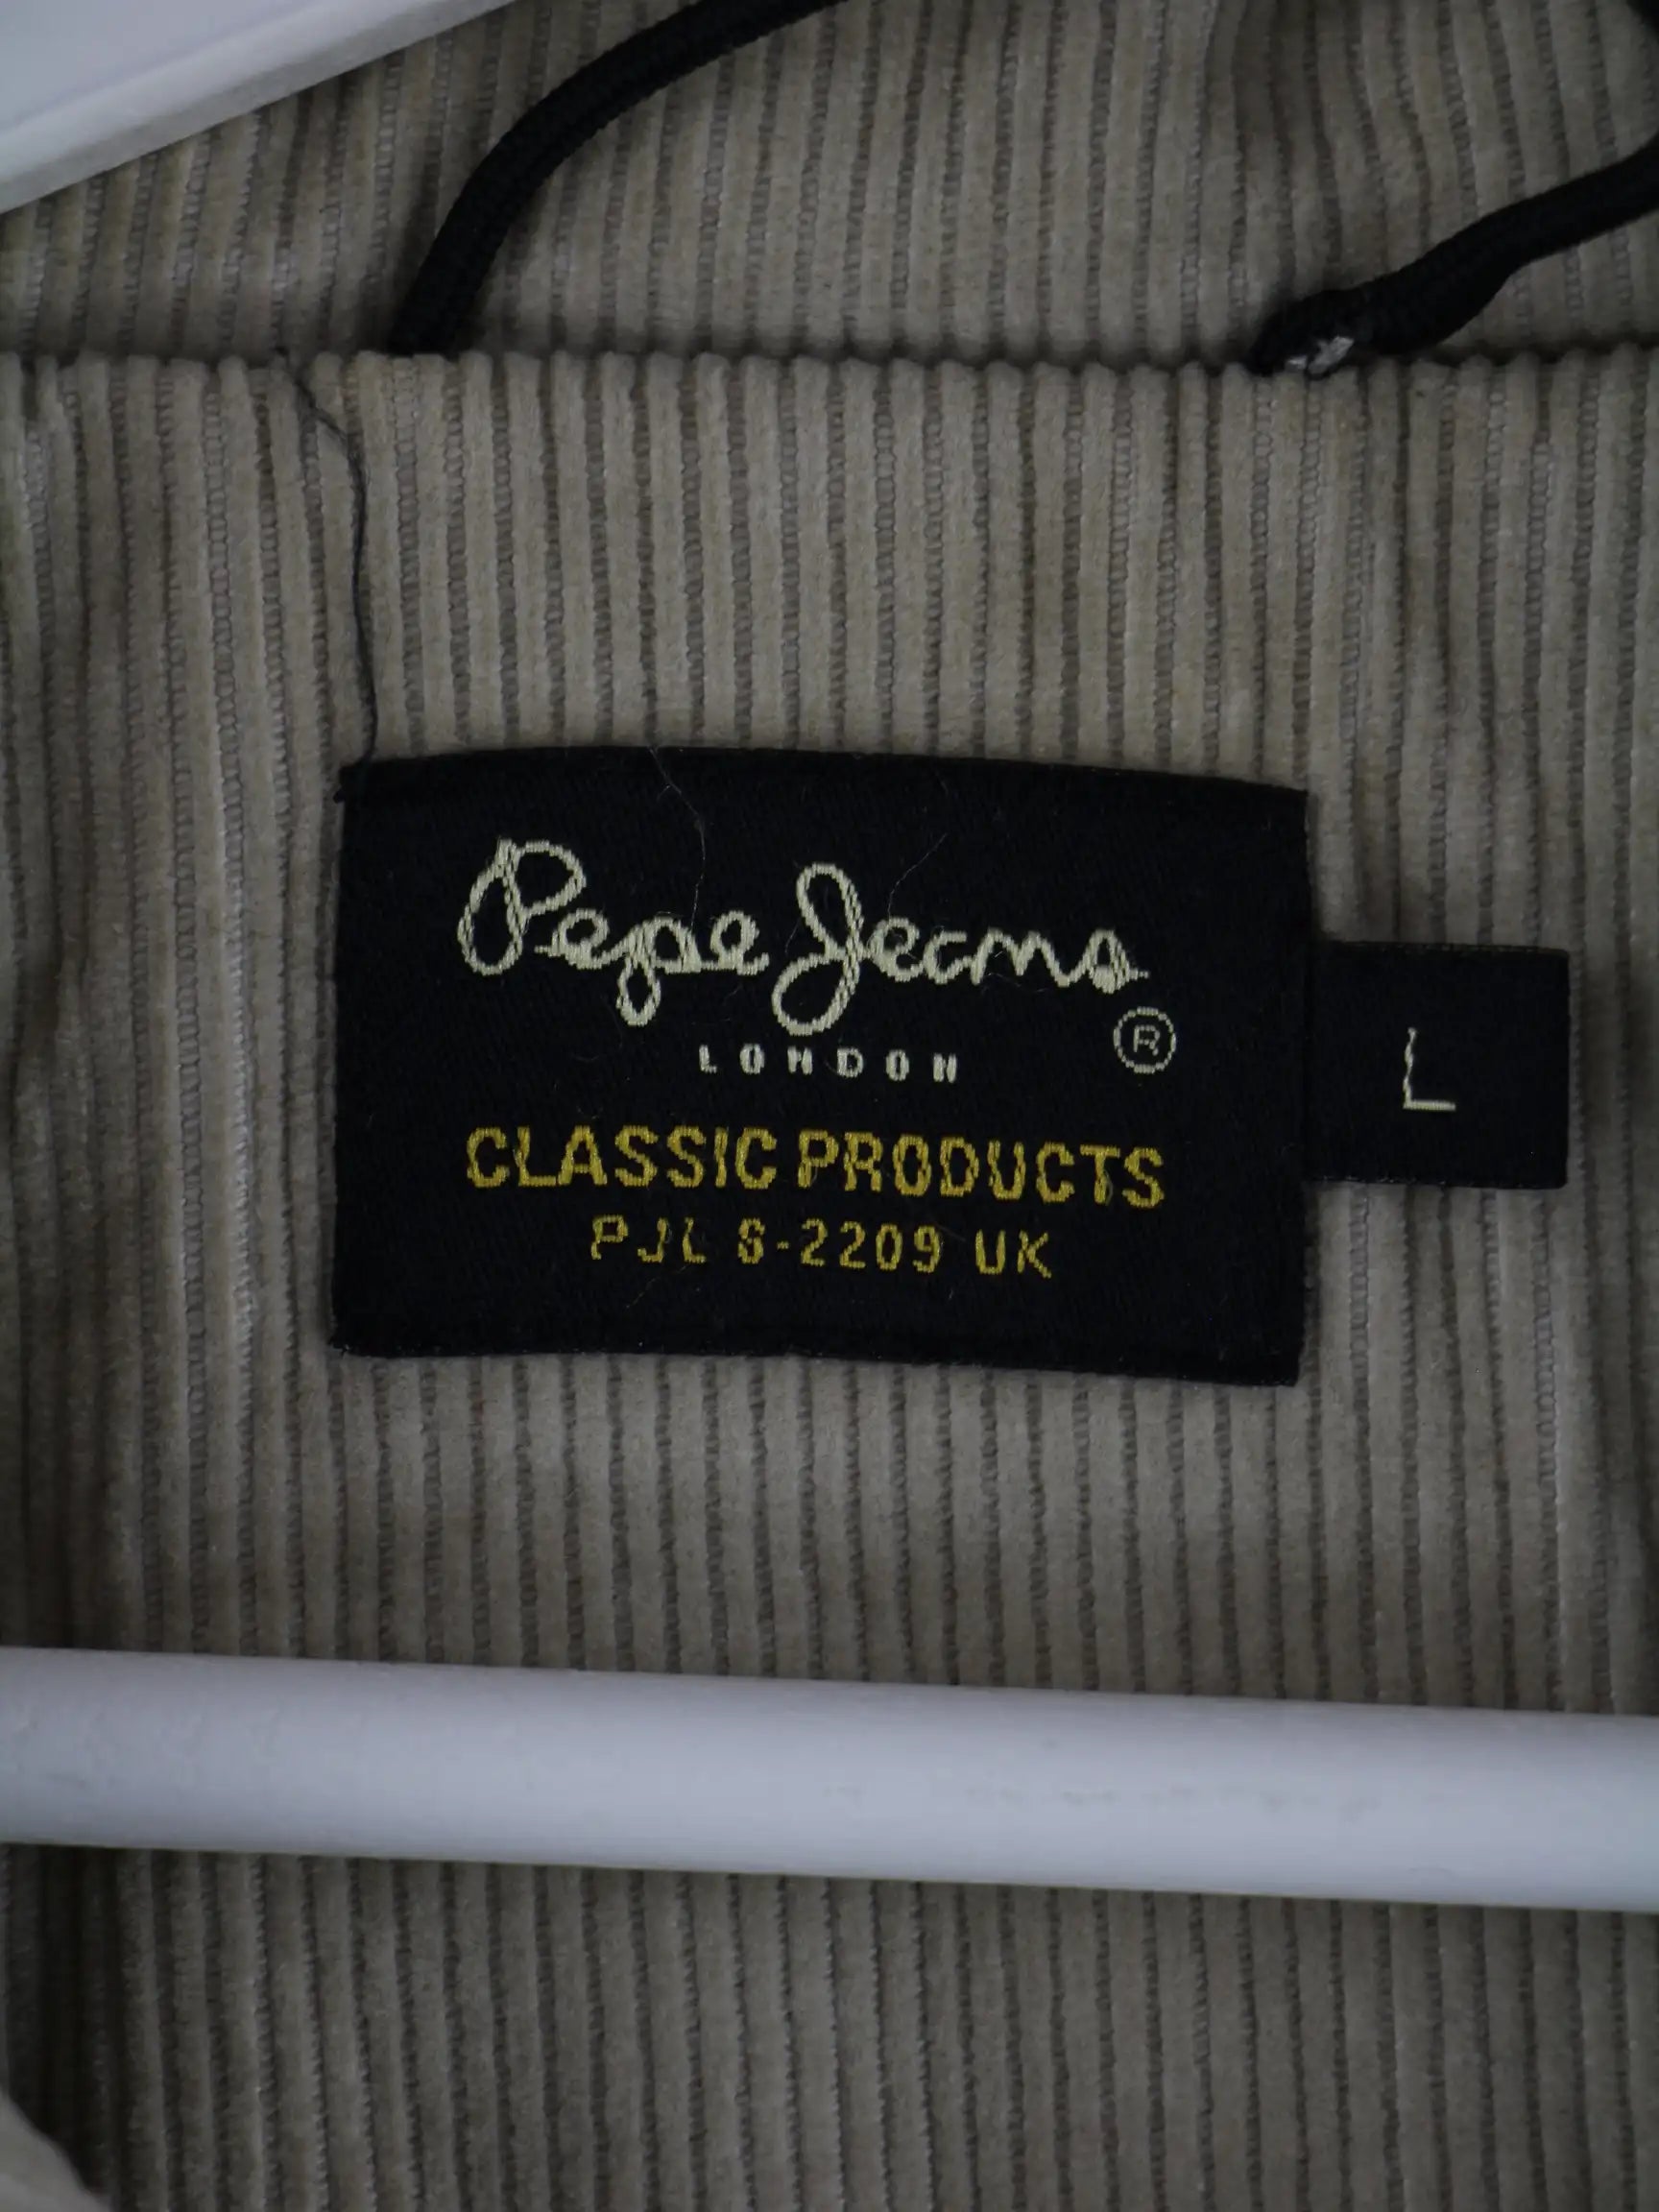 Pepe Jeans
LONDON
®
CLASSIC PRODUCTS
PJL S-2209 UK
L